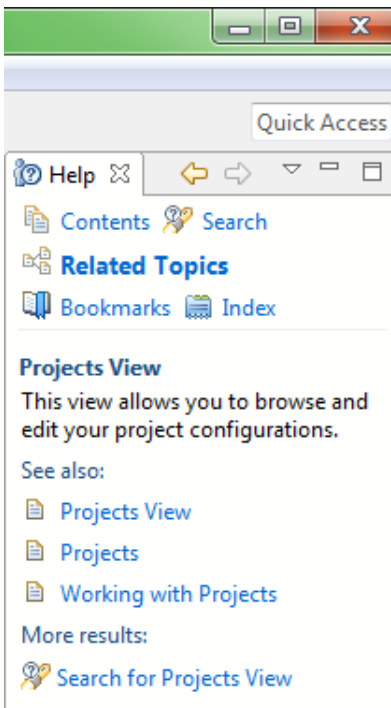 Quick Access
Help
Contents Search
Related Topics
Bookmarks Index
Projects View
This view allows you to browse and
edit your project configurations.
See also:
Projects View
Projects
Working with Projects
More results:
Search for Projects View